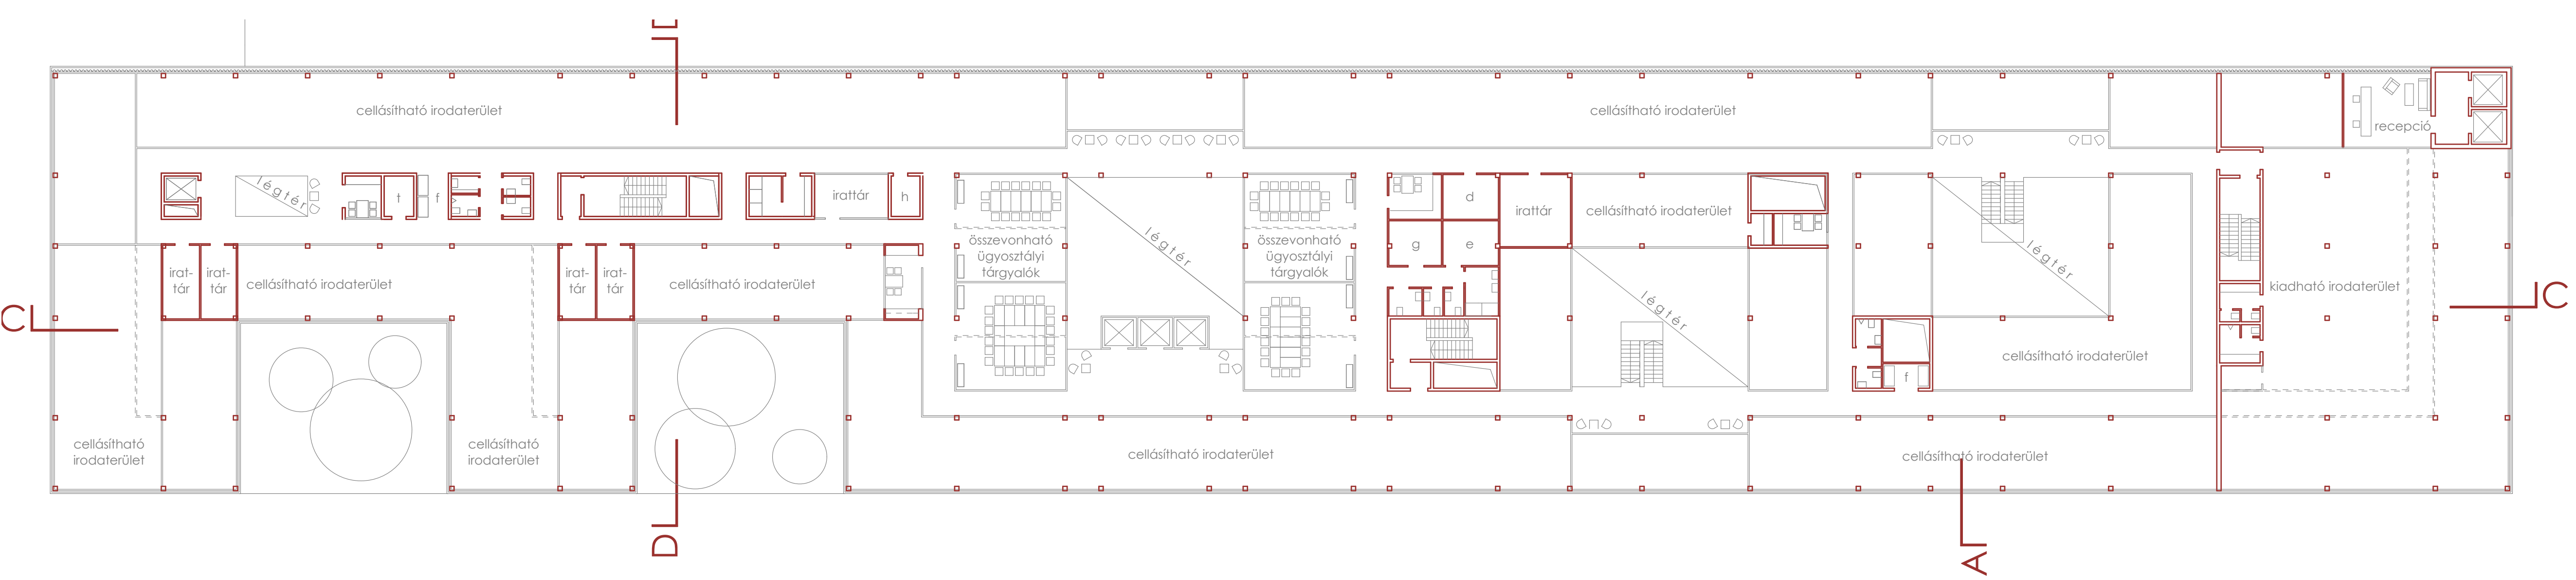 cellásítható irodaterület
cellásítható irodaterület
recepció
légtér
t
f
irattár
h
összevonható
ügyosztályi
tárgyalók
légtér
összevonható
ügyosztályi
tárgyalók
d
g
e
irattár
cellásítható irodaterület
légtér
légtér
kiadható irodaterület
irat-
tár
irat-
tár
cellásítható irodaterület
irat-
tár
irat-
tár
cellásítható irodaterület
C
C
cellásítható irodaterület
f
cellásítható
irodaterület
cellásítható
irodaterület
cellásítható irodaterület
cellásítható irodaterület
D
A